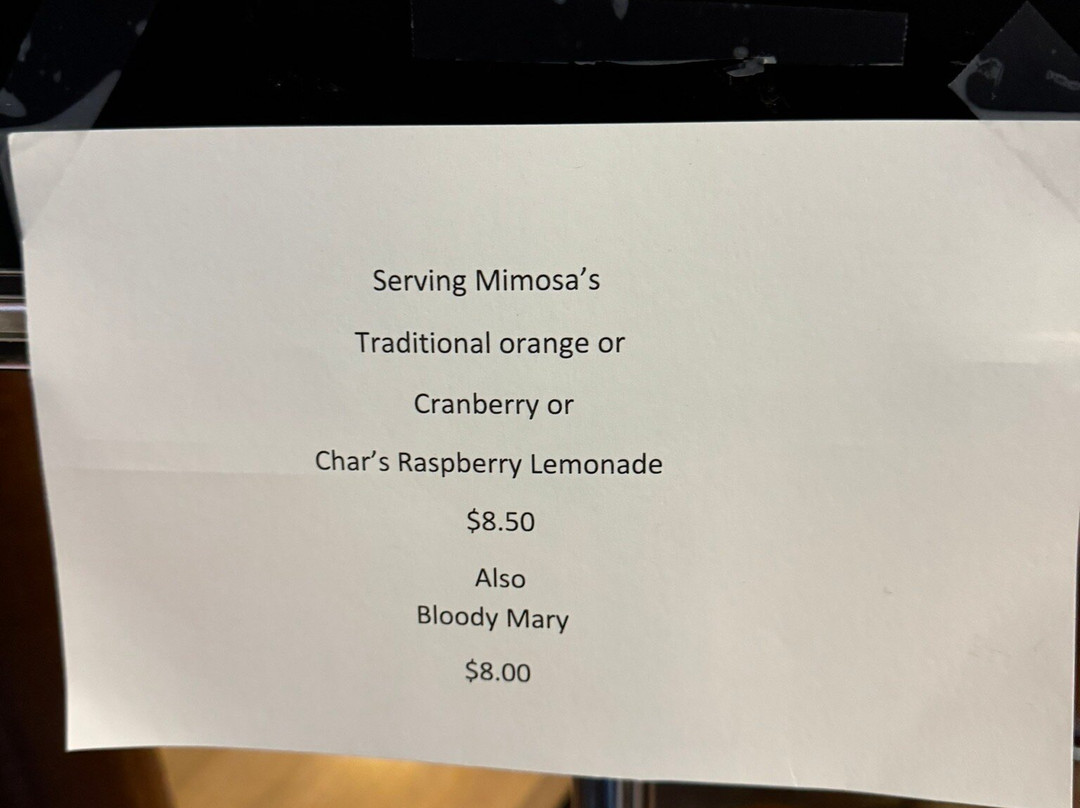 Serving Mimosa’s
Traditional orange or
Cranberry or
Char’s Raspberry Lemonade
$8.50
Also
Bloody Mary
$8.00